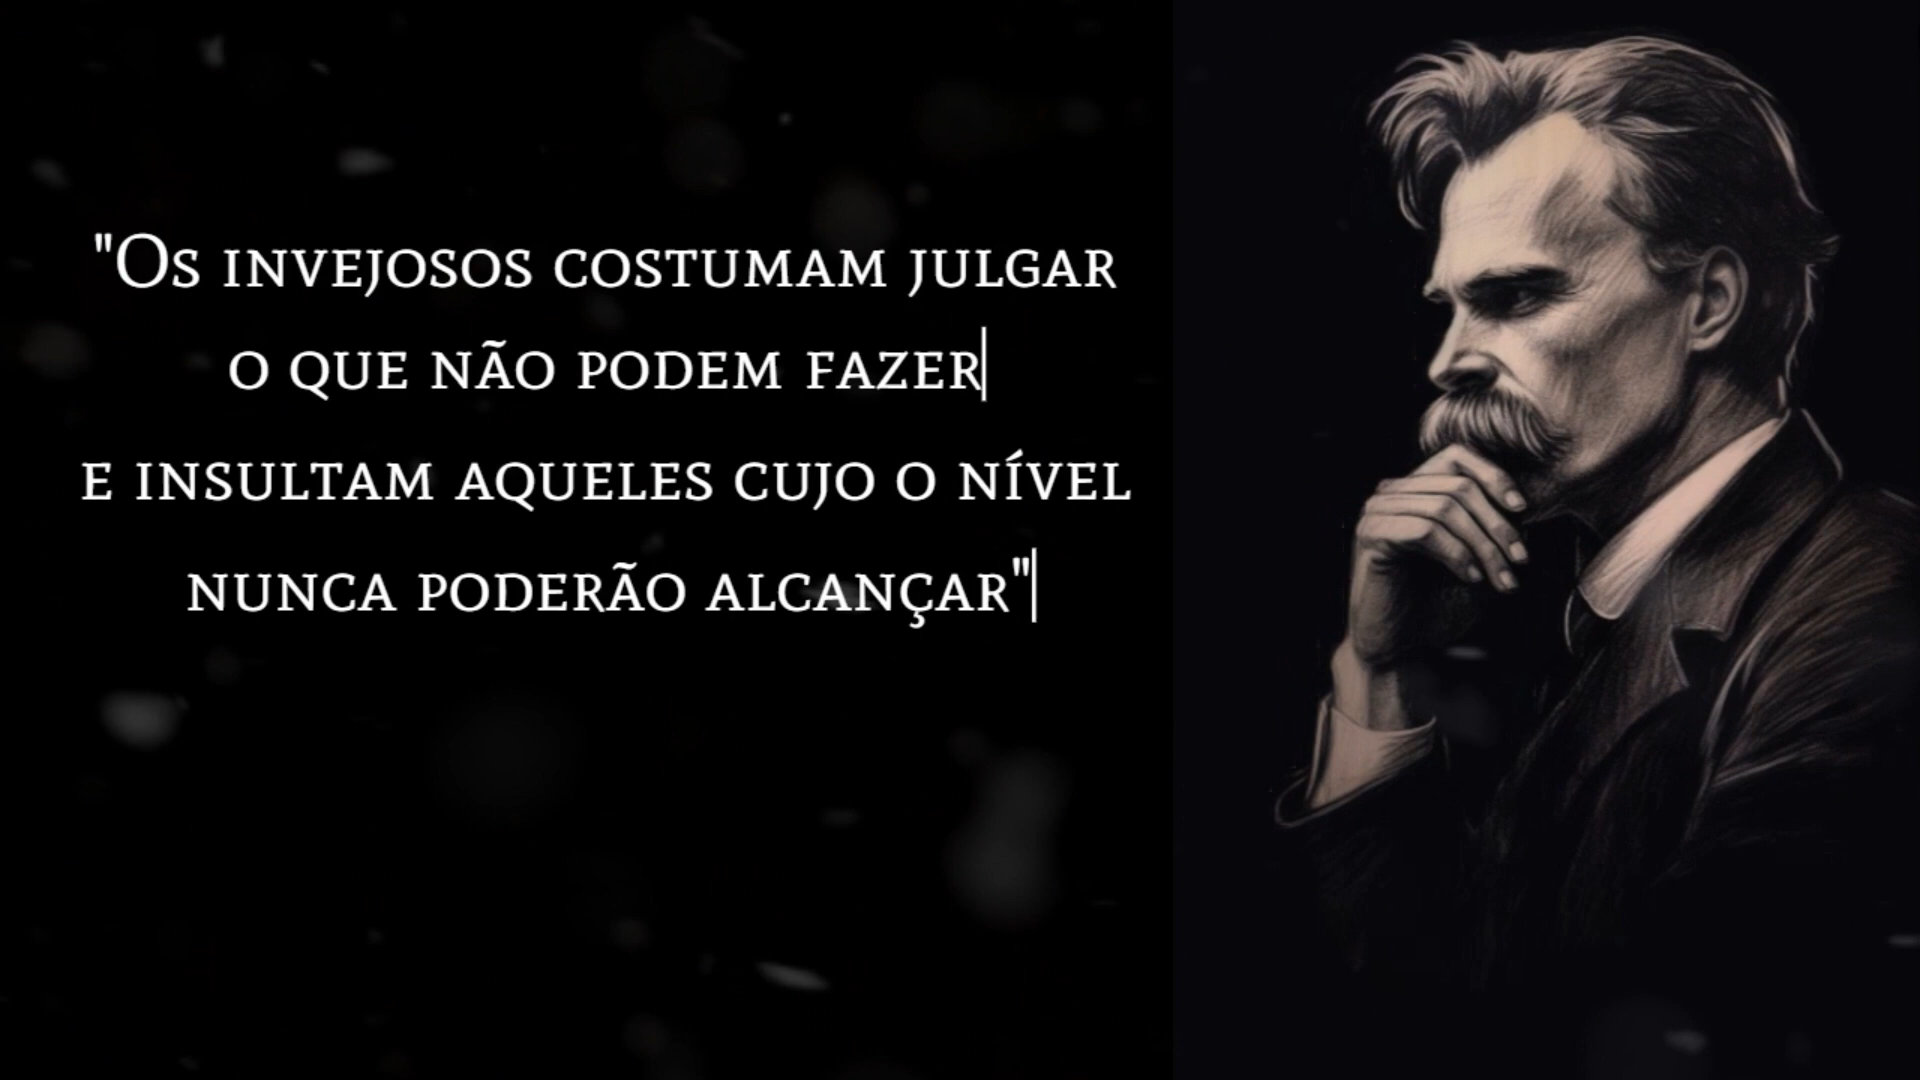 "Os invejosos costumam julgar
o que não podem fazer
e insultam aqueles cujo o nível
nunca poderão alcançar"